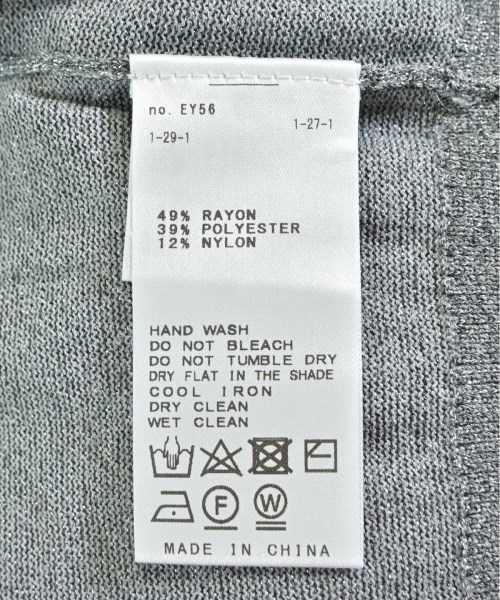 no. EY56
1-27-1
1-29-1
49% RAYON
39% POLYESTER
12% NYLON
HAND WASH
DO NOT BLEACH
DO NOT TUMBLE DRY
DRY FLAT IN THE SHADE
COOL IRON
DRY CLEAN
WET CLEAN
F W
MADE IN CHINA